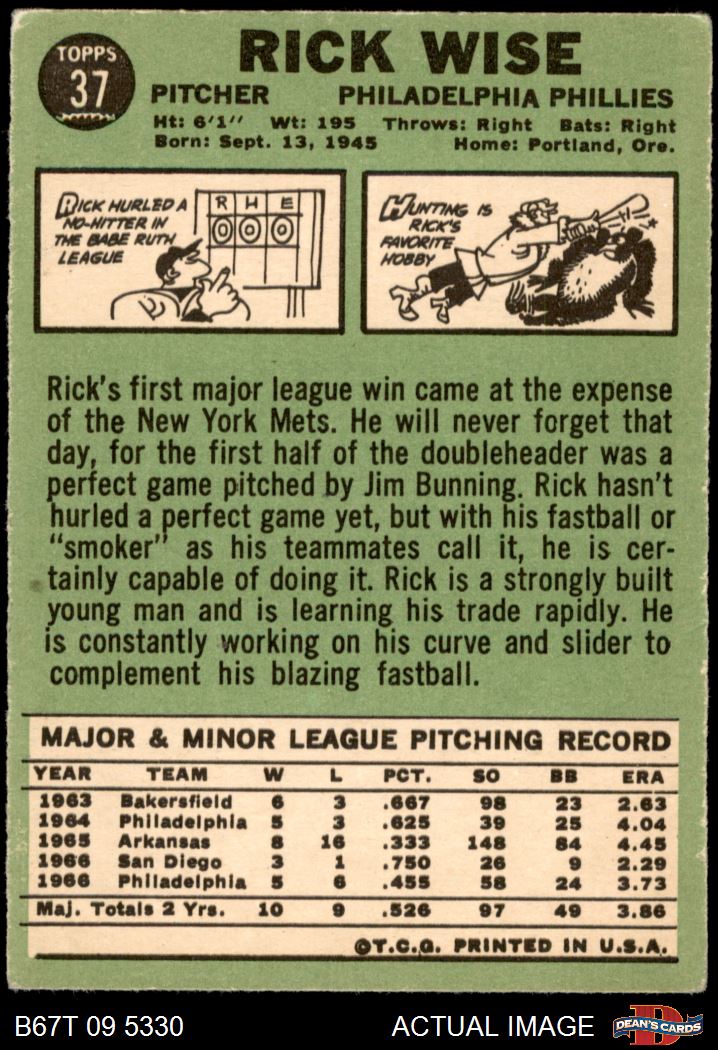 TOPPS
37
RICK WISE
PITCHER PHILADELPHIA PHILLIES
Ht: 6'1" Wt: 195 Throws: Right Bats: Right
Born: Sept. 13, 1945 Home: Portland, Ore.
RICK HURLED A
NO-HITTER IN
THE BABE RUTH
LEAGUE
R H E
0 0 0
HUNTING IS
RICK'S
FAVORITE
HOBBY
Rick's first major league win came at the expense
of the New York Mets. He will never forget that
day, for the first half of the doubleheader was a
perfect game pitched by Jim Bunning. Rick hasn't
hurled a perfect game yet, but with his fastball or
"smoker" as his teammates call it, he is cer-
tainly capable of doing it. Rick is a strongly built
young man and is learning his trade rapidly. He
is constantly working on his curve and slider to
complement his blazing fastball.
MAJOR & MINOR LEAGUE PITCHING RECORD
YEAR TEAM W L PCT. SO BB ERA
1963 Bakersfield 6 3 .667 98 23 2.63
1964 Philadelphia 5 3 .625 39 25 4.04
1965 Arkansas 8 16 .333 148 84 4.45
1966 San Diego 3 1 .750 26 9 2.29
1966 Philadelphia 5 6 .455 58 24 3.73
Maj. Totals 2 Yrs. 10 9 .526 97 49 3.86
©T.C.G. PRINTED IN U.S.A.
B67T 09 5330 ACTUAL IMAGE
D
DEAN'S CARDS